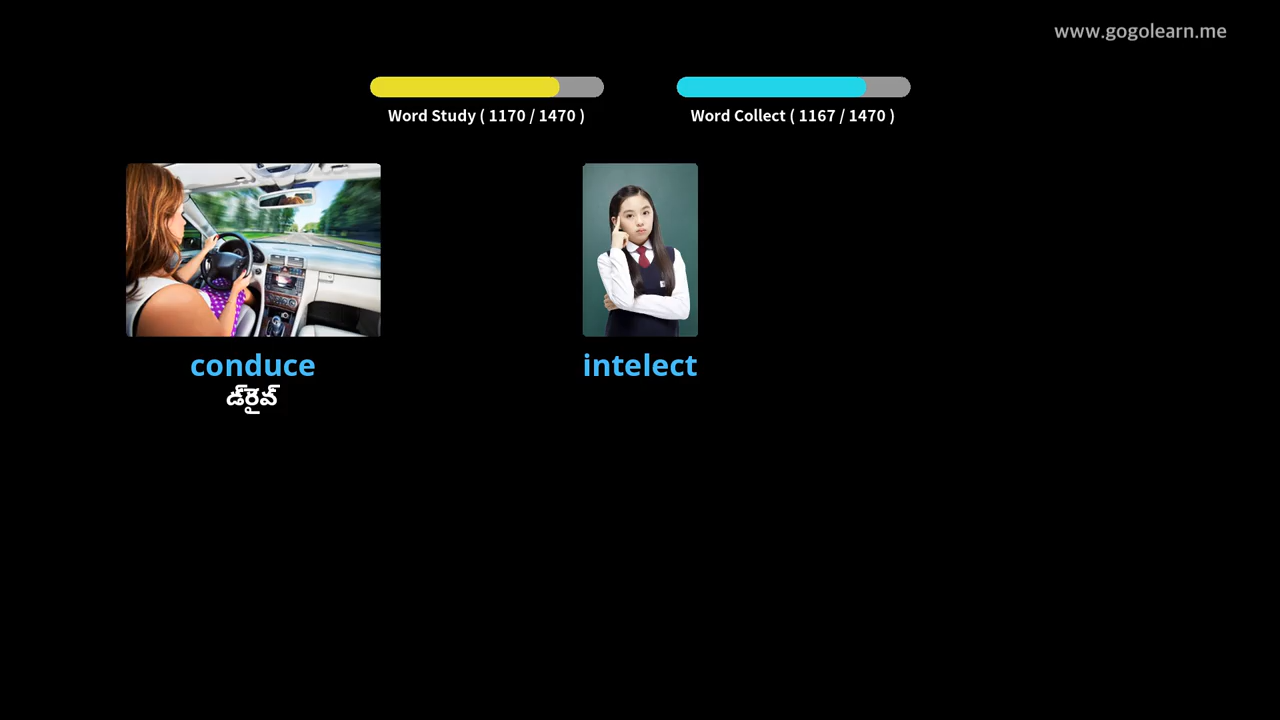 www.gogolearn.me
Word Study ( 1170 / 1470 )
Word Collect ( 1167 / 1470 )
conduce
డ్రైవ్
intelect